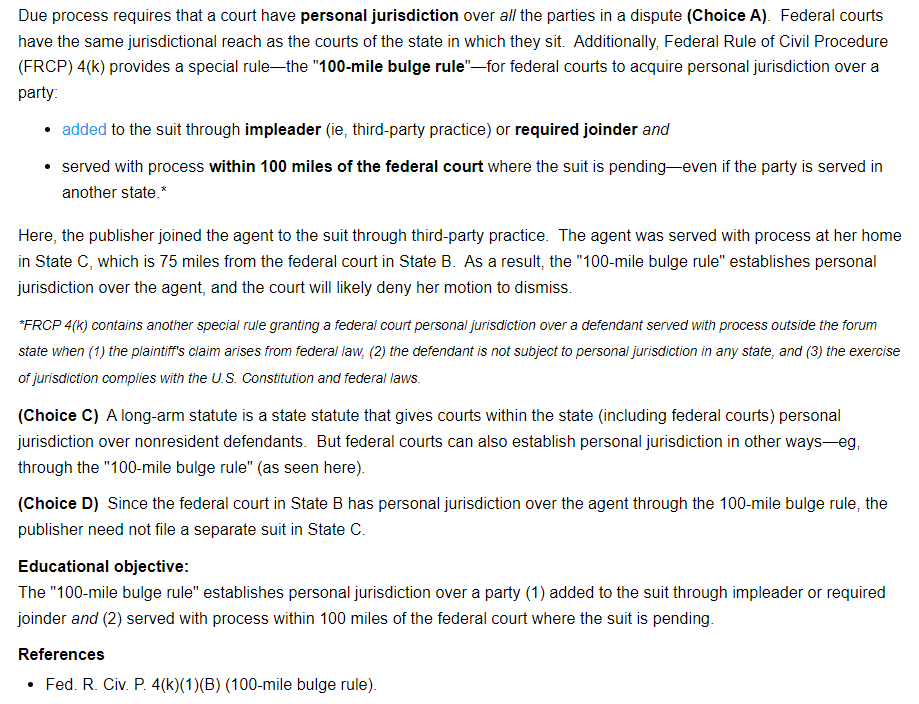 Due process requires that a court have personal jurisdiction over all the parties in a dispute (Choice A).  Federal courts
have the same jurisdictional reach as the courts of the state in which they sit.  Additionally, Federal Rule of Civil Procedure
(FRCP) 4(k) provides a special rule—the "100-mile bulge rule"—for federal courts to acquire personal jurisdiction over a
party:
• added to the suit through impleader (ie, third-party practice) or required joinder and
• served with process within 100 miles of the federal court where the suit is pending—even if the party is served in
another state.*
Here, the publisher joined the agent to the suit through third-party practice.  The agent was served with process at her home
in State C, which is 75 miles from the federal court in State B.  As a result, the "100-mile bulge rule" establishes personal
jurisdiction over the agent, and the court will likely deny her motion to dismiss.
*FRCP 4(k) contains another special rule granting a federal court personal jurisdiction over a defendant served with process outside the forum
state when (1) the plaintiff's claim arises from federal law, (2) the defendant is not subject to personal jurisdiction in any state, and (3) the exercise
of jurisdiction complies with the U.S. Constitution and federal laws.
(Choice C)  A long-arm statute is a state statute that gives courts within the state (including federal courts) personal
jurisdiction over nonresident defendants.  But federal courts can also establish personal jurisdiction in other ways—eg,
through the "100-mile bulge rule" (as seen here).
(Choice D)  Since the federal court in State B has personal jurisdiction over the agent through the 100-mile bulge rule, the
publisher need not file a separate suit in State C.
Educational objective:
The "100-mile bulge rule" establishes personal jurisdiction over a party (1) added to the suit through impleader or required
joinder and (2) served with process within 100 miles of the federal court where the suit is pending.
References
• Fed. R. Civ. P. 4(k)(1)(B) (100-mile bulge rule).